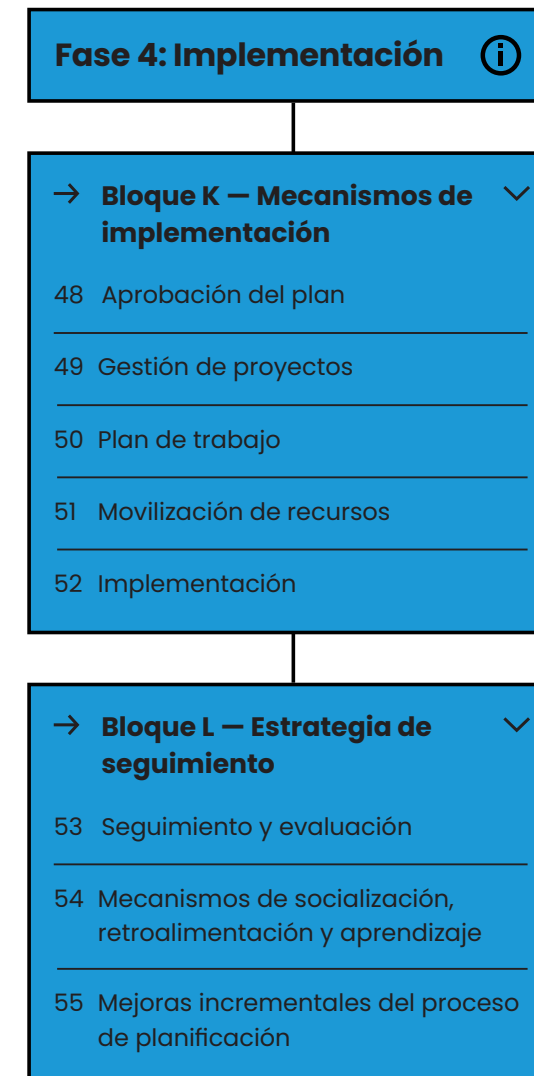 Fase 4: Implementación
Bloque K — Mecanismos de
implementación
48 Aprobación del plan
49 Gestión de proyectos
50 Plan de trabajo
51 Movilización de recursos
52 Implementación
Bloque L — Estrategia de
seguimiento
53 Seguimiento y evaluación
54 Mecanismos de socialización,
retroalimentación y aprendizaje
55 Mejoras incrementales del proceso
de planificación